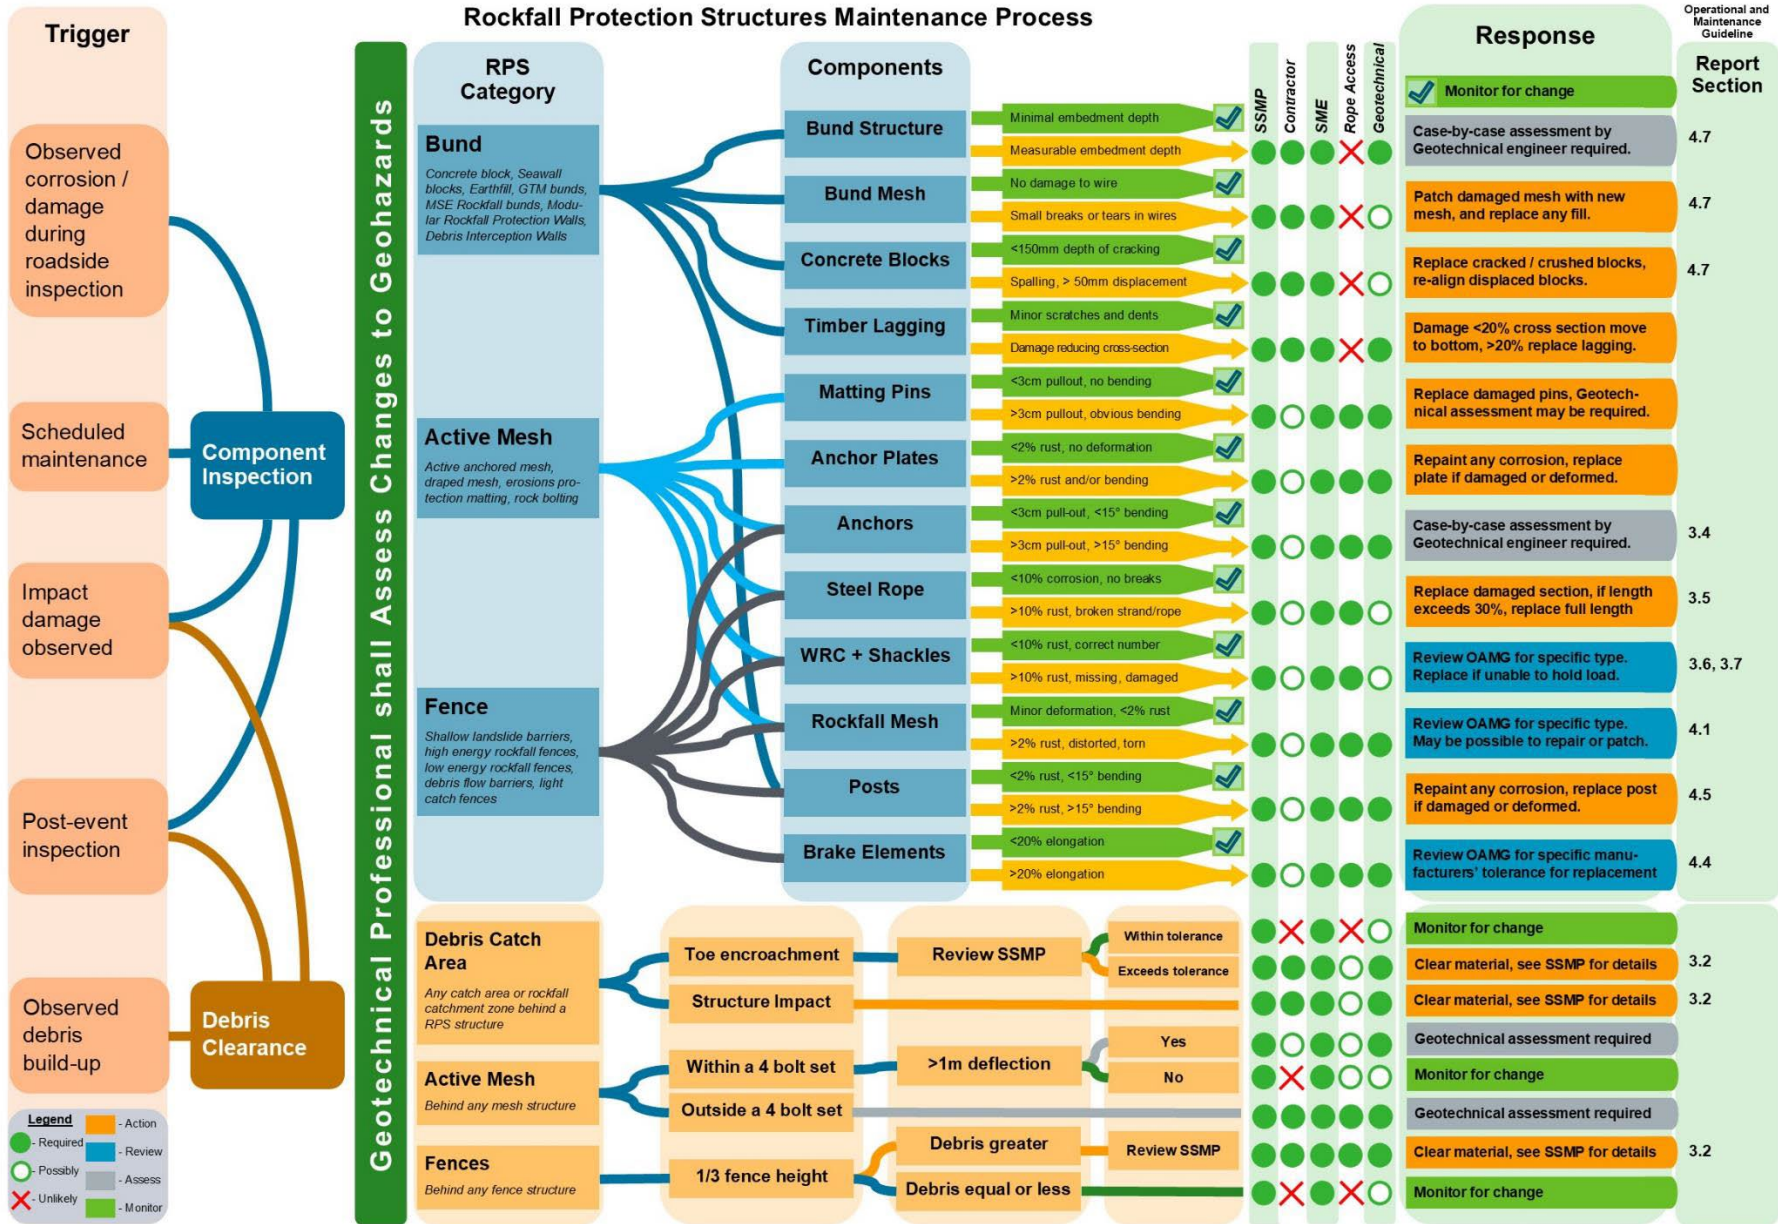 Rockfall Protection Structures Maintenance Process
Trigger
Observed
corrosion /
damage
during
roadside
inspection
Scheduled
maintenance
Impact
damage
observed
Post-event
inspection
Observed
debris
build-up
Component
Inspection
Debris
Clearance
Legend
- Required
- Possibly
- Unlikely
- Action
- Review
- Assess
- Monitor
Geotechnical Professional shall Assess Changes to Geohazards
RPS
Category
Bund
Concrete block, Seawall
blocks, Earthfill, GTM bunds,
MSE Rockfall bunds, Modu-
lar Rockfall Protection Walls,
Debris Interception Walls
Active Mesh
Active anchored mesh,
draped mesh, erosions pro-
tection matting, rock bolting
Fence
Shallow landslide barriers,
high energy rockfall fences,
low energy rockfall fences,
debris flow barriers, light
catch fences
Components
Bund Structure
Bund Mesh
Concrete Blocks
Timber Lagging
Matting Pins
Anchor Plates
Anchors
Steel Rope
WRC + Shackles
Rockfall Mesh
Posts
Brake Elements
Minimal embedment depth
Measurable embedment depth
No damage to wire
Small breaks or tears in wires
<150mm depth of cracking
Spalling, > 50mm displacement
Minor scratches and dents
Damage reducing cross-section
<3cm pullout, no bending
>3cm pullout, obvious bending
<2% rust, no deformation
>2% rust and/or bending
<3cm pull-out, <15° bending
>3cm pull-out, >15° bending
<10% corrosion, no breaks
>10% rust, broken strand/rope
<10% rust, correct number
>10% rust, missing, damaged
Minor deformation, <2% rust
>2% rust, distorted, torn
<2% rust, <15° bending
>2% rust, >15° bending
<20% elongation
>20% elongation
SSMP
Contractor
SME
Rope Access
Geotechnical
Response
Monitor for change
Case-by-case assessment by
Geotechnical engineer required.
Patch damaged mesh with new
mesh, and replace any fill.
Replace cracked / crushed blocks,
re-align displaced blocks.
Damage <20% cross section move
to bottom, >20% replace lagging.
Replace damaged pins, Geotech-
nical assessment may be required.
Repaint any corrosion, replace
plate if damaged or deformed.
Case-by-case assessment by
Geotechnical engineer required.
Replace damaged section, if length
exceeds 30%, replace full length
Review OAMG for specific type.
Replace if unable to hold load.
Review OAMG for specific type.
May be possible to repair or patch.
Repaint any corrosion, replace post
if damaged or deformed.
Review OAMG for specific manu-
facturers' tolerance for replacement
Operational and
Maintenance
Guideline
Report
Section
4.7
4.7
4.7
3.4
3.5
3.6, 3.7
4.1
4.5
4.4
Debris Catch
Area
Any catch area or rockfall
catchment zone behind a
RPS structure
Active Mesh
Behind any mesh structure
Fences
Behind any fence structure
Toe encroachment
Structure Impact
Within a 4 bolt set
Outside a 4 bolt set
1/3 fence height
Review SSMP
>1m deflection
Debris greater
Debris equal or less
Within tolerance
Exceeds tolerance
Yes
No
Review SSMP
Monitor for change
Clear material, see SSMP for details
Clear material, see SSMP for details
Geotechnical assessment required
Monitor for change
Geotechnical assessment required
Clear material, see SSMP for details
Monitor for change
3.2
3.2
3.2